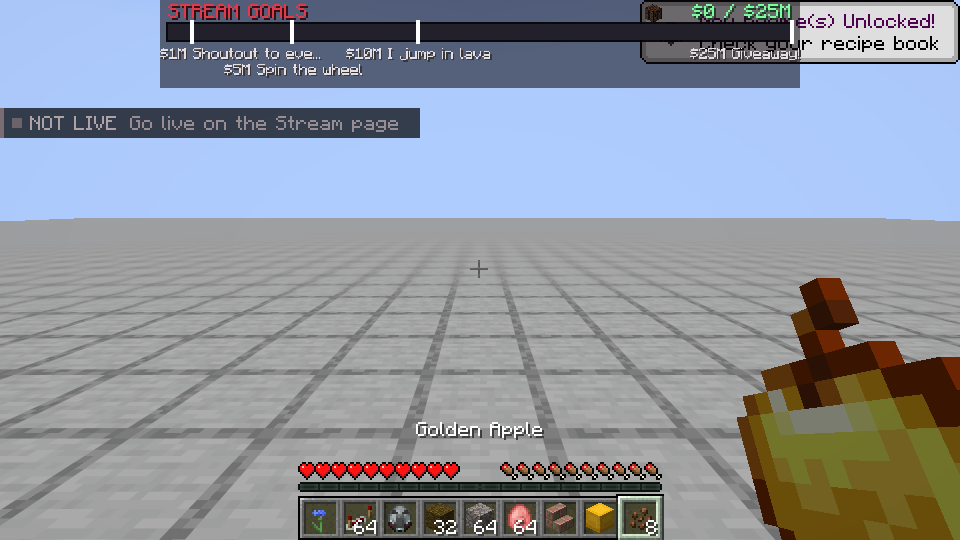 STREAM GOALS
$0 / $25M
e(s) Unlocked!
Check your recipe book
$1M Shoutout to eve...
$10M I jump in lava
$25M Giveaway!
$5M Spin the wheel
NOT LIVE Go live on the Stream page
Golden Apple
64
32
64
64
8